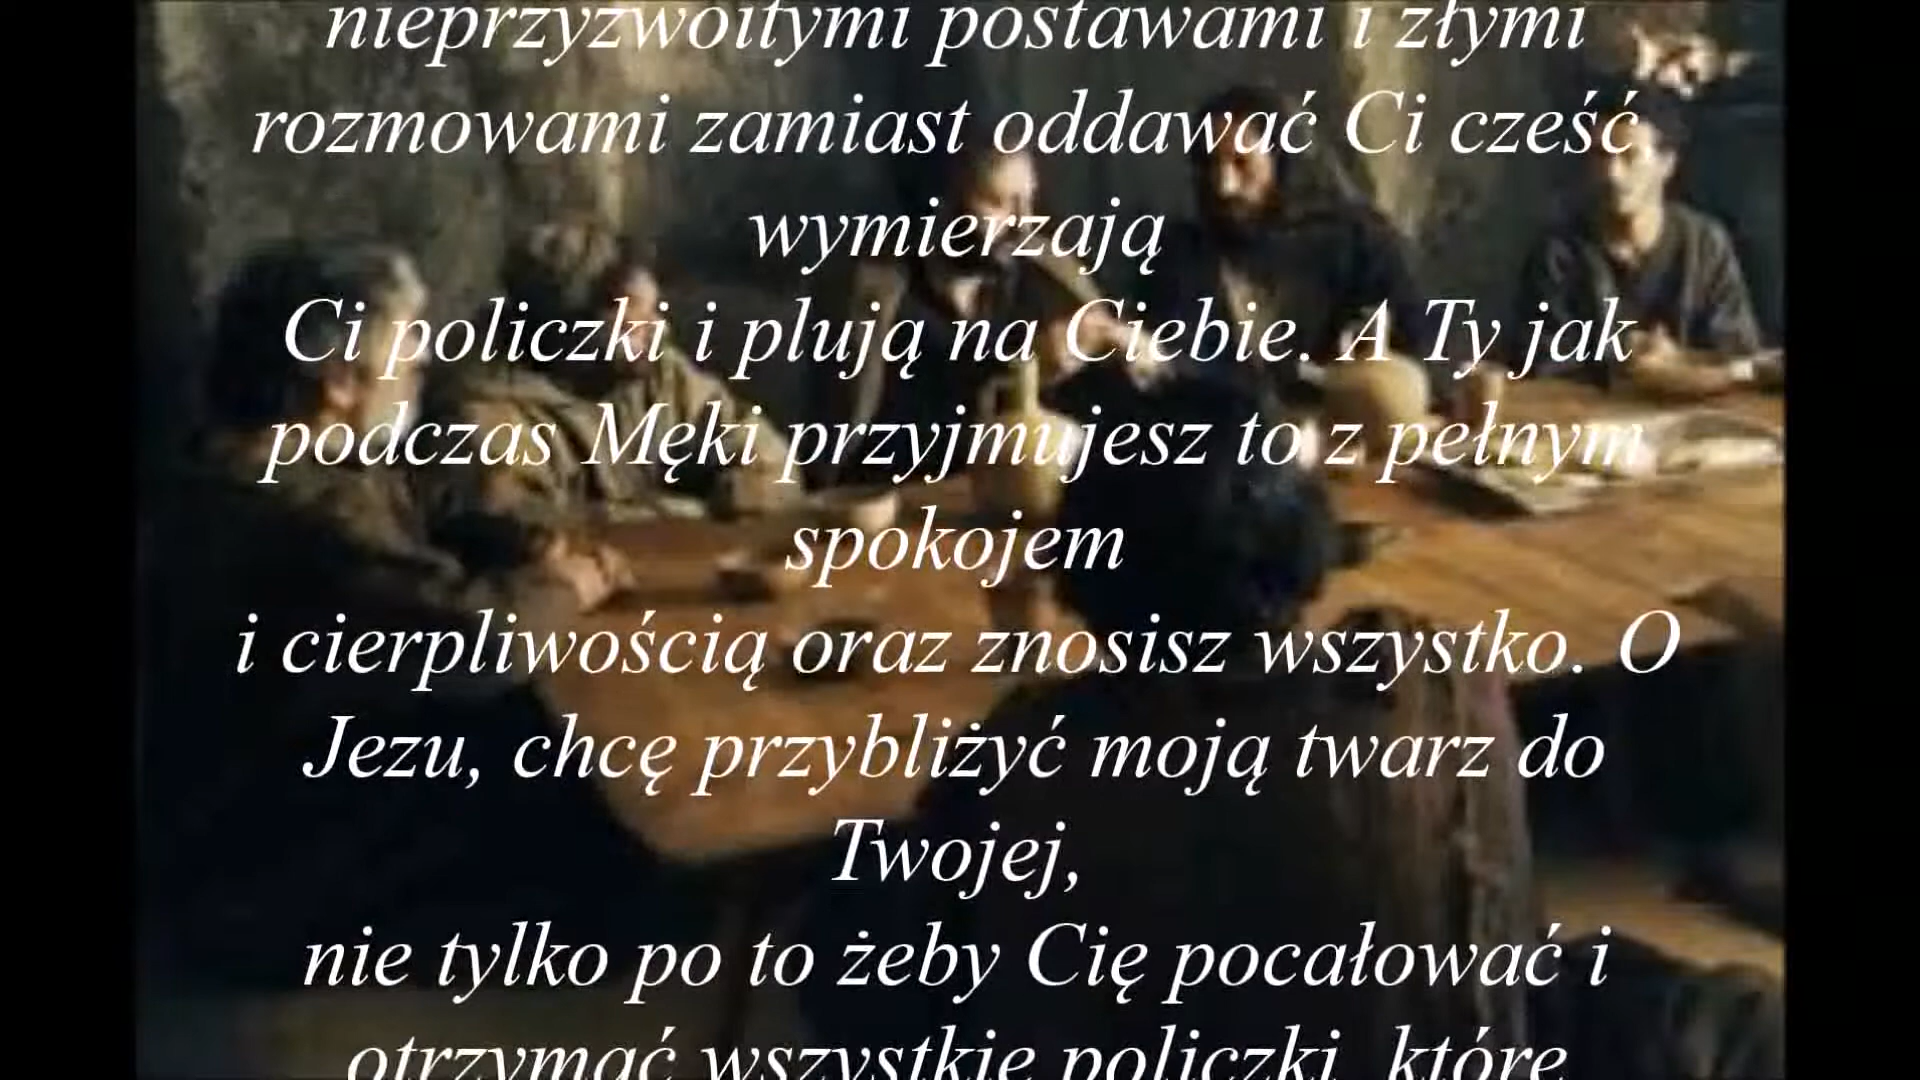 nieprzyzwoitymi postawami i złymi
rozmowami zamiast oddawać Ci cześć,
wymierzają
Ci policzki i plują na Ciebie. A Ty jak
podczas Męki przyjmujesz to z pełnym
spokojem
i cierpliwością oraz znosisz wszystko. O
Jezu, chcę przybliżyć moją twarz do
Twojej,
nie tylko po to żeby Cię pocałować i
otrzymać wszystkie policzki, które